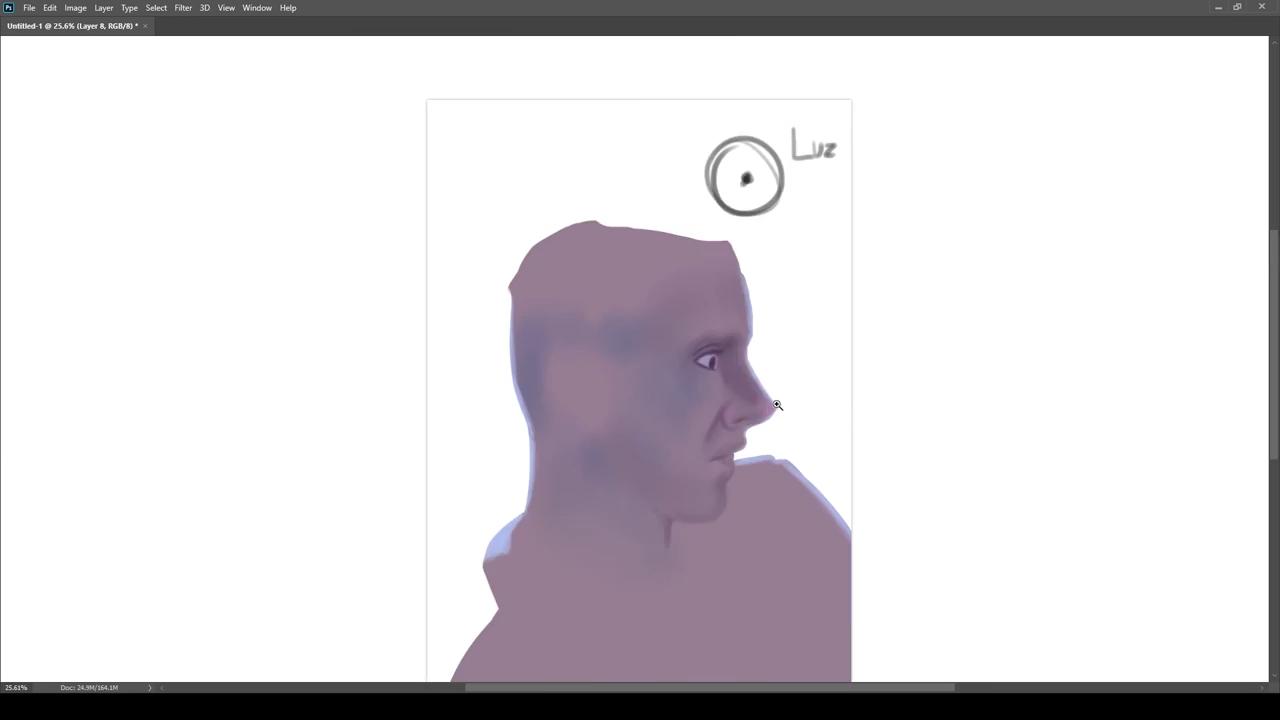 Ps File Edit Image Layer Type Select Filter 3D View Window Help
Untitled-1 @ 25.6% (Layer 8, RGB/8) * ×
Luz
25.61% Doc: 24.9M/164.1M